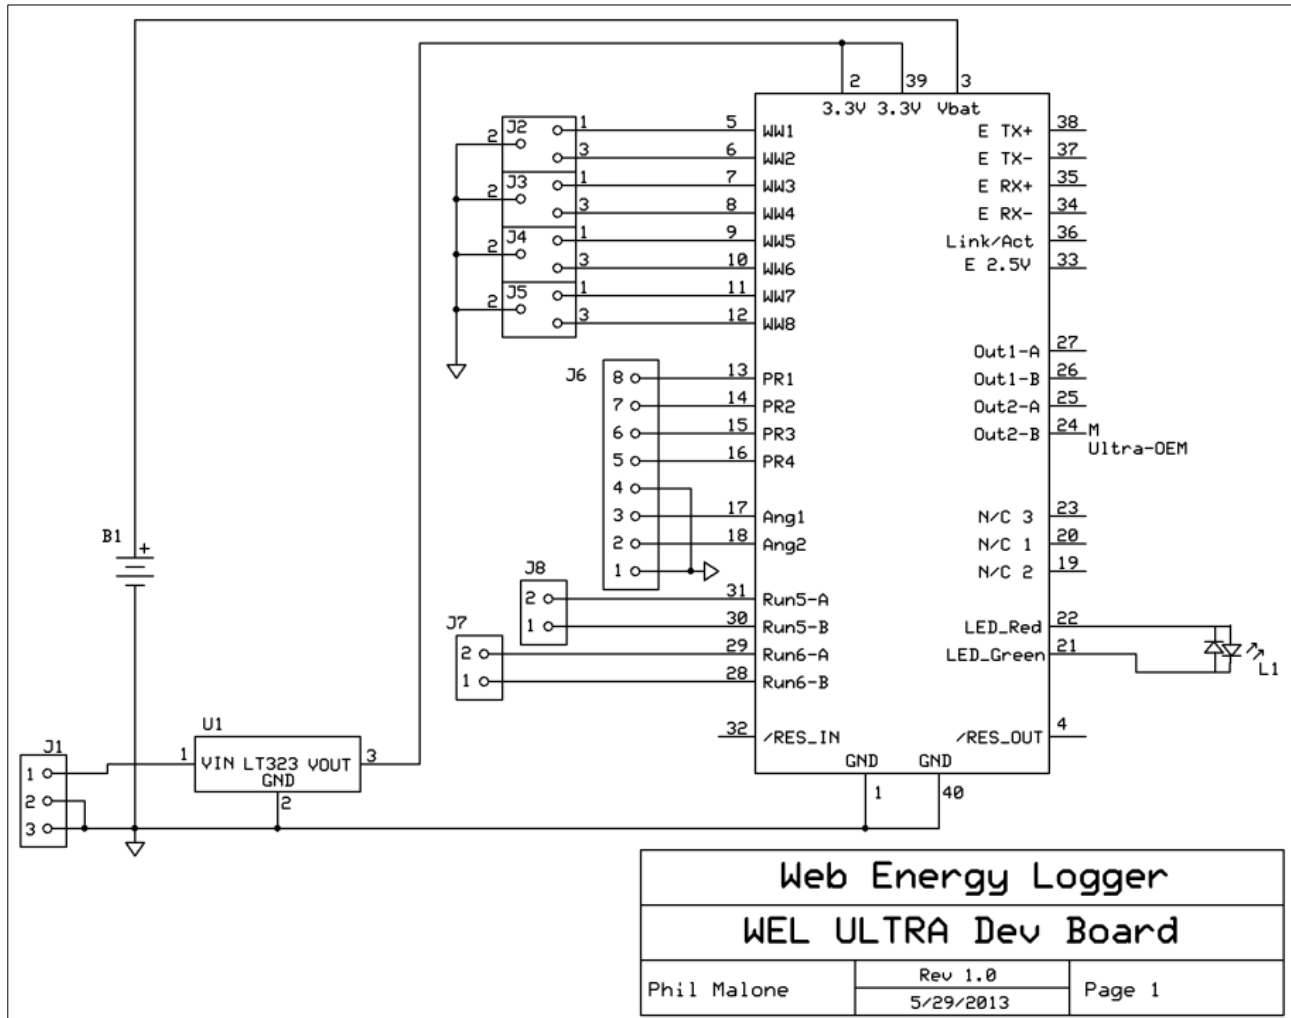 2 39 3
3.3V 3.3V Vbat
J2 2 1 5 WW1 E TX+ 38
3 6 WW2 E TX- 37
J3 2 1 7 WW3 E RX+ 35
3 8 WW4 E RX- 34
J4 2 1 9 WW5 Link/Act 36
3 10 WW6 E 2.5V 33
J5 2 1 11 WW7
3 12 WW8
Out1-A 27
J6 8 13 PR1 Out1-B 26
7 14 PR2 Out2-A 25
6 15 PR3 Out2-B 24 M
Ultra-OEM
5 16 PR4
4
3 17 Ang1 N/C 3 23
B1 + 2 18 Ang2 N/C 1 20
1 N/C 2 19
J8 2 31 Run5-A
1 30 Run5-B LED_Red 22
J7 2 29 Run6-A LED_Green 21
L1
1 28 Run6-B
U1
32 /RES_IN /RES_OUT 4
J1 1 1 VIN LT323 VOUT 3
GND GND GND
2 2 1 40
3
Web Energy Logger
WEL ULTRA Dev Board
Phil Malone
Rev 1.0
5/29/2013
Page 1